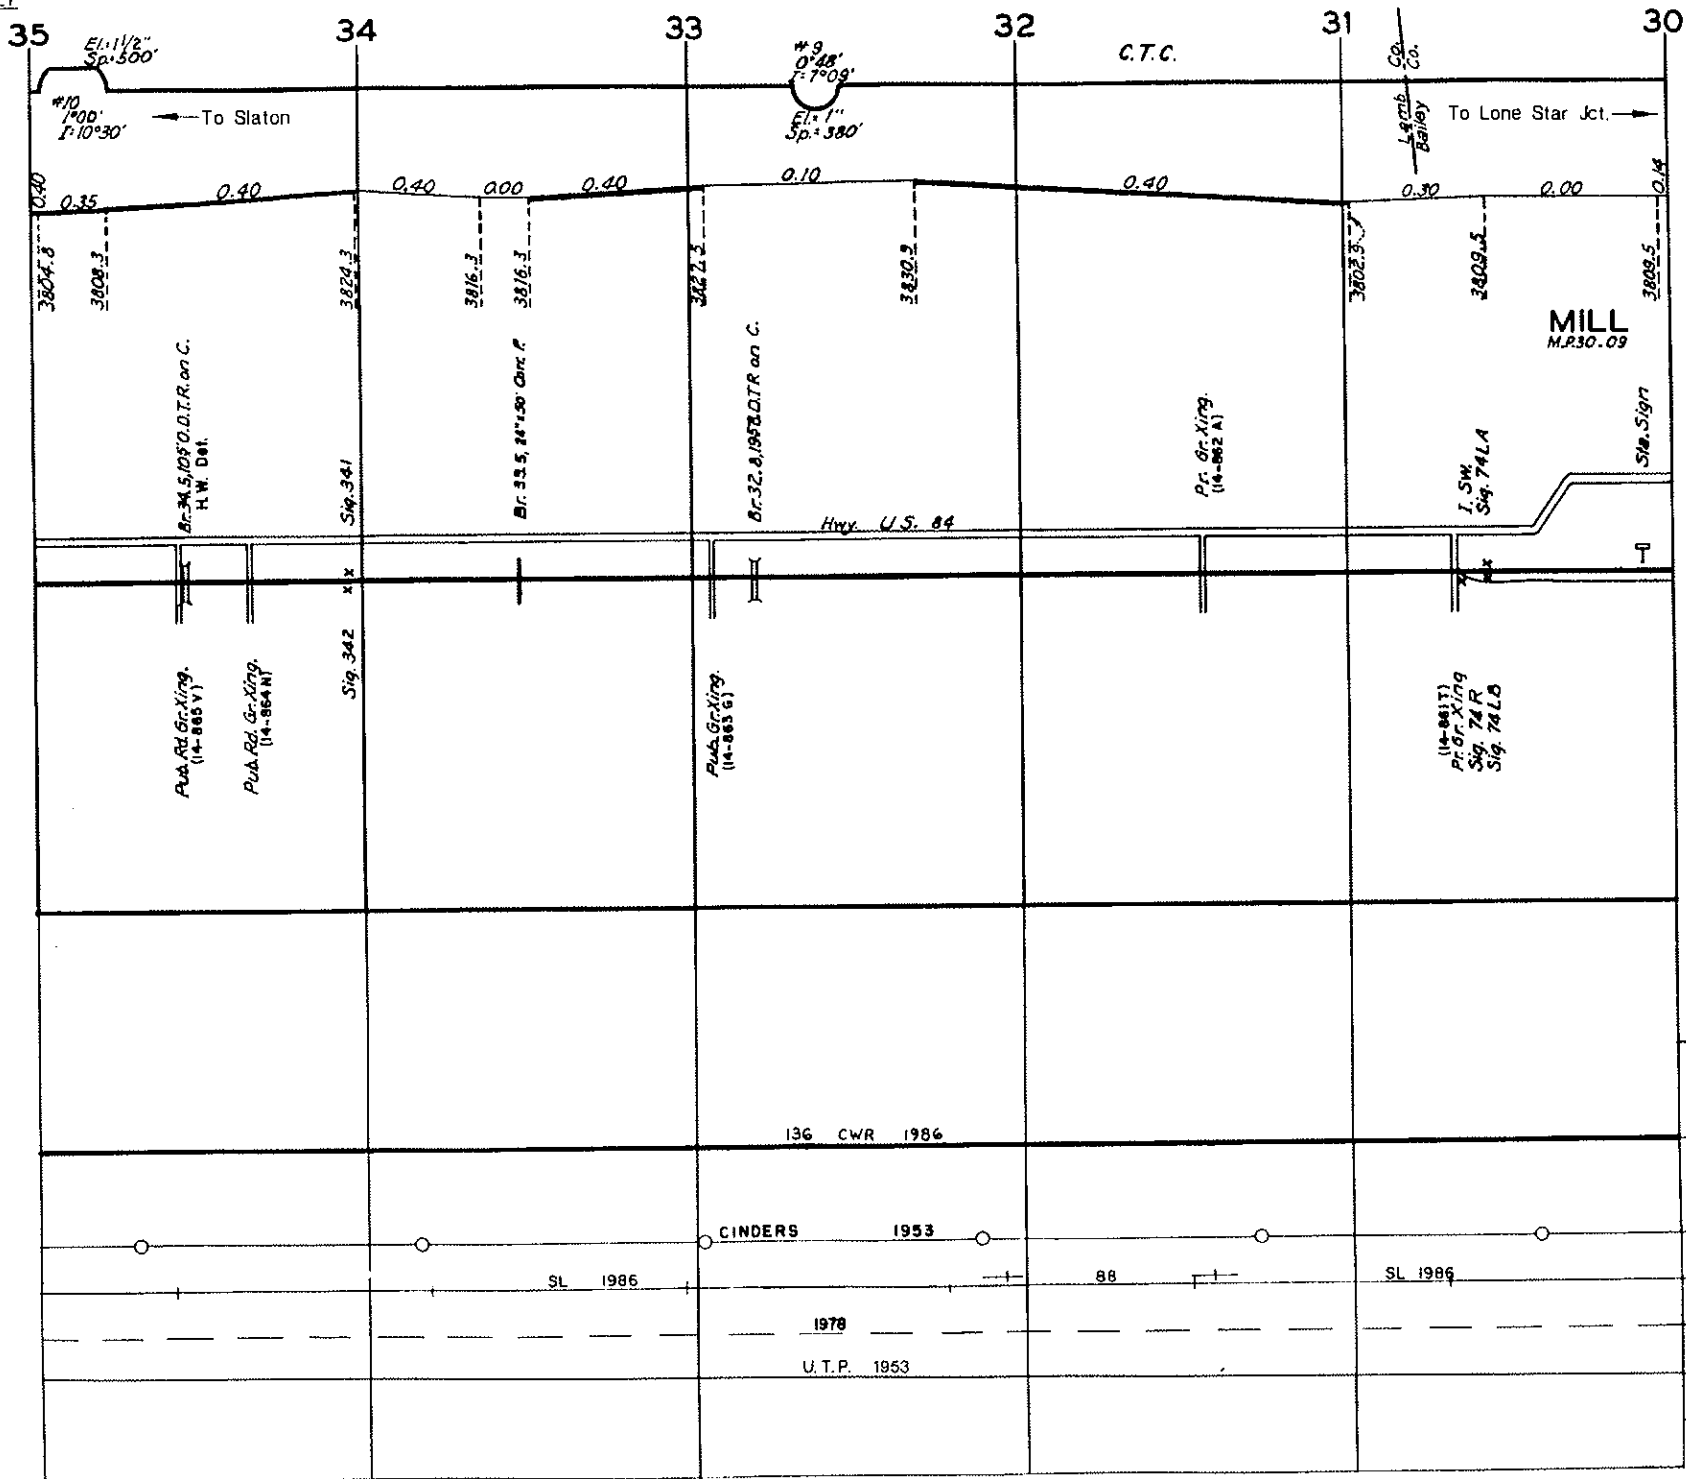 35 34 33 32 31 30
El.=1 1/2"
Sp.=500'
#10
1°00'
I=10°30'
To Slaton
#9
0°48'
I=7°09'
El.=1"
Sp.=380'
C.T.C.
Lamb Co.
Bailey Co.
To Lone Star Jct.
0.40 0.35 0.40 0.40 0.00 0.40 0.10 0.40 0.30 0.00 0.14
3804.8 3808.3 3824.3 3816.3 3816.3 3827.5 3830.9 3802.9 3809.5 3809.5
MILL
M.P.30.09
Br. 34.5, 105' O.D.T.R. on C.
H.W. Det.
Sig. 341
Br. 33.5, 24"x50' Conc. P.
Br. 32.8, O.D.T.R. on C.
Pr. Gr. Xing.
(14-862 A)
I. SW.
Sig. 74LA
Sta. Sign
Hwy. U.S. 84
Pub. Rd. Gr. Xing.
(14-865 Y)
Pub. Rd. Gr. Xing.
(14-864 N)
Sig. 342
Pub. Gr. Xing.
(14-863 G)
(14-861 T)
Pr. Gr. Xing
Sig. 74 R
Sig. 74 LB
136 CWR 1986
CINDERS 1953
SL 1986 88 SL 1986
1978
U.T.P. 1953